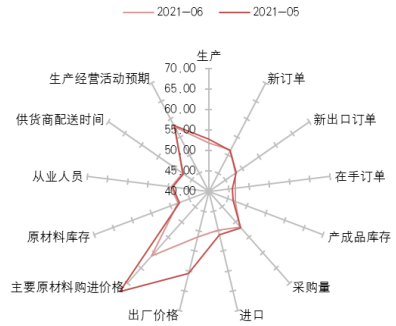 2021-06 2021-05
生产
新订单
新出口订单
在手订单
产成品库存
采购量
进口
出厂价格
主要原材料购进价格
原材料库存
从业人员
供货商配送时间
生产经营活动预期
70.00
65.00
60.00
55.00
50.00
45.00
40.00